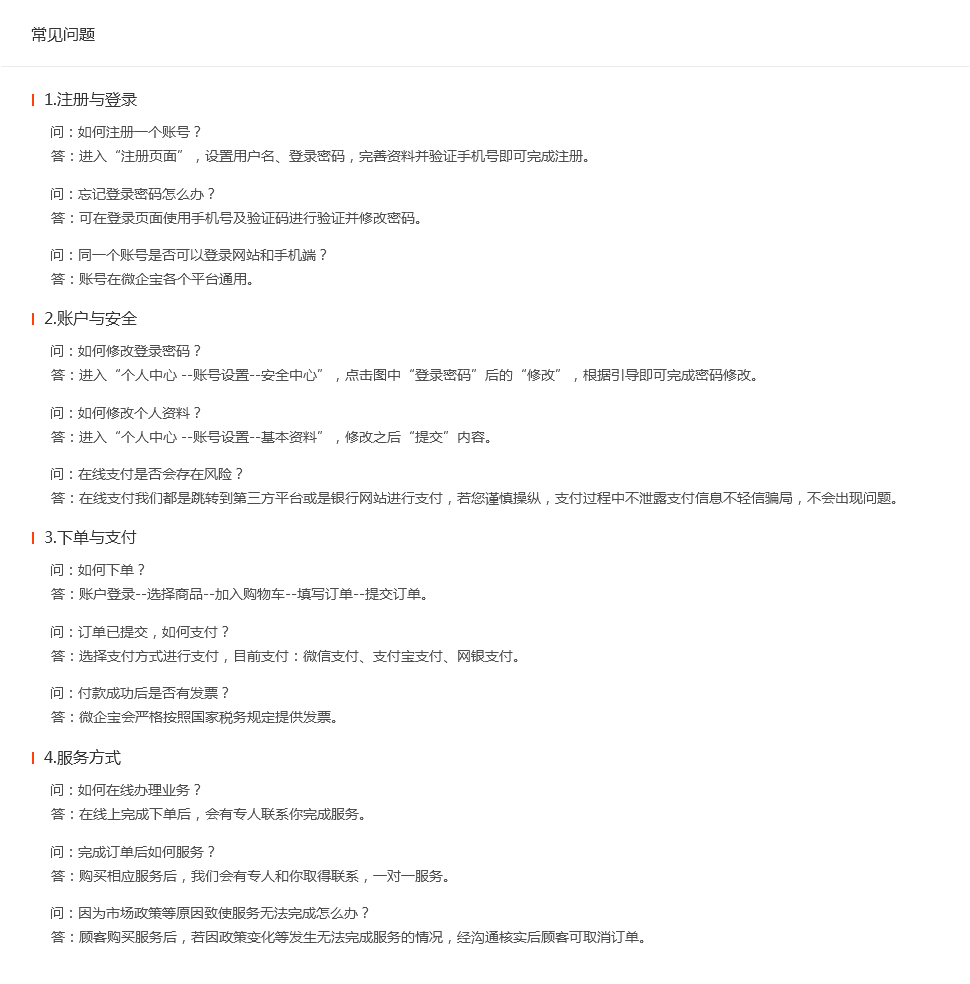 常见问题
1.注册与登录
问：如何注册一个账号？
答：进入“注册页面”，设置用户名、登录密码，完善资料并验证手机号即可完成注册。
问：忘记登录密码怎么办？
答：可在登录页面使用手机号及验证码进行验证并修改密码。
问：同一个账号是否可以登录网站和手机端？
答：账号在微企宝各个平台通用。
2.账户与安全
问：如何修改登录密码？
答：进入“个人中心 --账号设置--安全中心”，点击图中“登录密码”后的“修改”，根据引导即可完成密码修改。
问：如何修改个人资料？
答：进入“个人中心 --账号设置--基本资料”，修改之后“提交”内容。
问：在线支付是否会存在风险？
答：在线支付我们都是跳转到第三方平台或是银行网站进行支付，若您谨慎操纵，支付过程中不泄露支付信息不轻信骗局，不会出现问题。
3.下单与支付
问：如何下单？
答：账户登录--选择商品--加入购物车--填写订单--提交订单。
问：订单已提交，如何支付？
答：选择支付方式进行支付，目前支付：微信支付、支付宝支付、网银支付。
问：付款成功后是否有发票？
答：微企宝会严格按照国家税务规定提供发票。
4.服务方式
问：如何在线办理业务？
答：在线上完成下单后，会有专人联系你完成服务。
问：完成订单后如何服务？
答：购买相应服务后，我们会有专人和你取得联系，一对一服务。
问：因为市场政策等原因致使服务无法完成怎么办？
答：顾客购买服务后，若因政策变化等发生无法完成服务的情况，经沟通核实后顾客可取消订单。